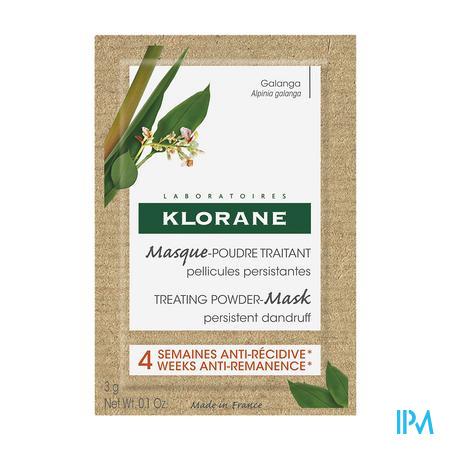 Galanga
Alpinia galanga
LABORATOIRES
KLORANE
Masque-POUDRE TRAITANT
pellicules persistantes
TREATING POWDER-Mask
persistent dandruff
4 SEMAINES ANTI-RÉCIDIVE*
WEEKS ANTI-REMANENCE*
3 g
Net Wt. 0.1 Oz.
Made in France
IPM